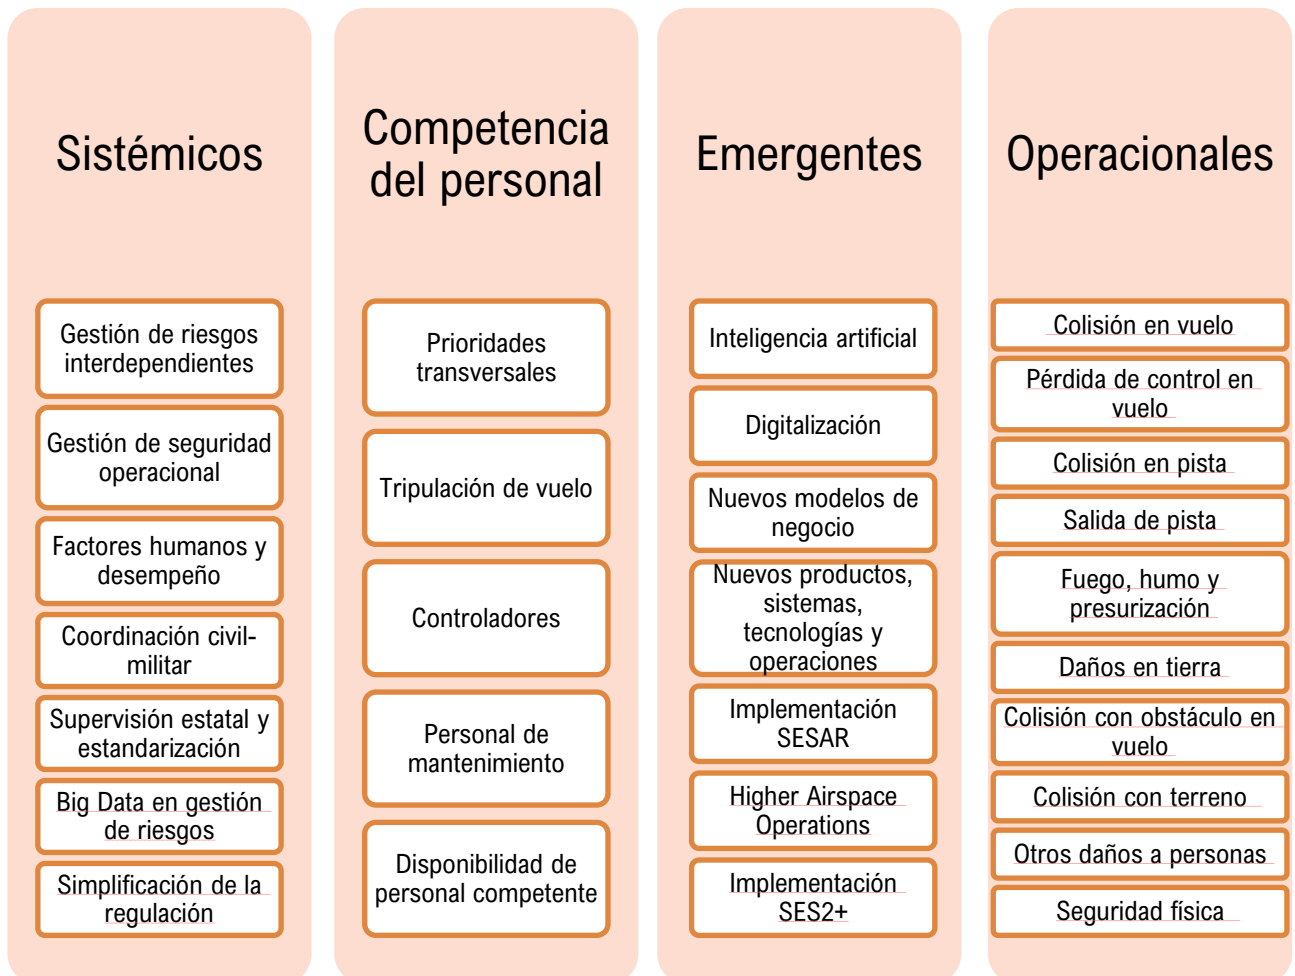 Sistémicos
Gestión de riesgos
interdependientes
Gestión de seguridad
operacional
Factores humanos y
desempeño
Coordinación civil-
militar
Supervisión estatal y
estandarización
Big Data en gestión
de riesgos
Simplificación de la
regulación
Competencia
del personal
Prioridades
transversales
Tripulación de vuelo
Controladores
Personal de
mantenimiento
Disponibilidad de
personal competente
Emergentes
Inteligencia artificial
Digitalización
Nuevos modelos de
negocio
Nuevos productos,
sistemas,
tecnologías y
operaciones
Implementación
SESAR
Higher Airspace
Operations
Implementación
SES2+
Operacionales
Colisión en vuelo
Pérdida de control en
vuelo
Colisión en pista
Salida de pista
Fuego, humo y
presurización
Daños en tierra
Colisión con obstáculo en
vuelo
Colisión con terreno
Otros daños a personas
Seguridad física